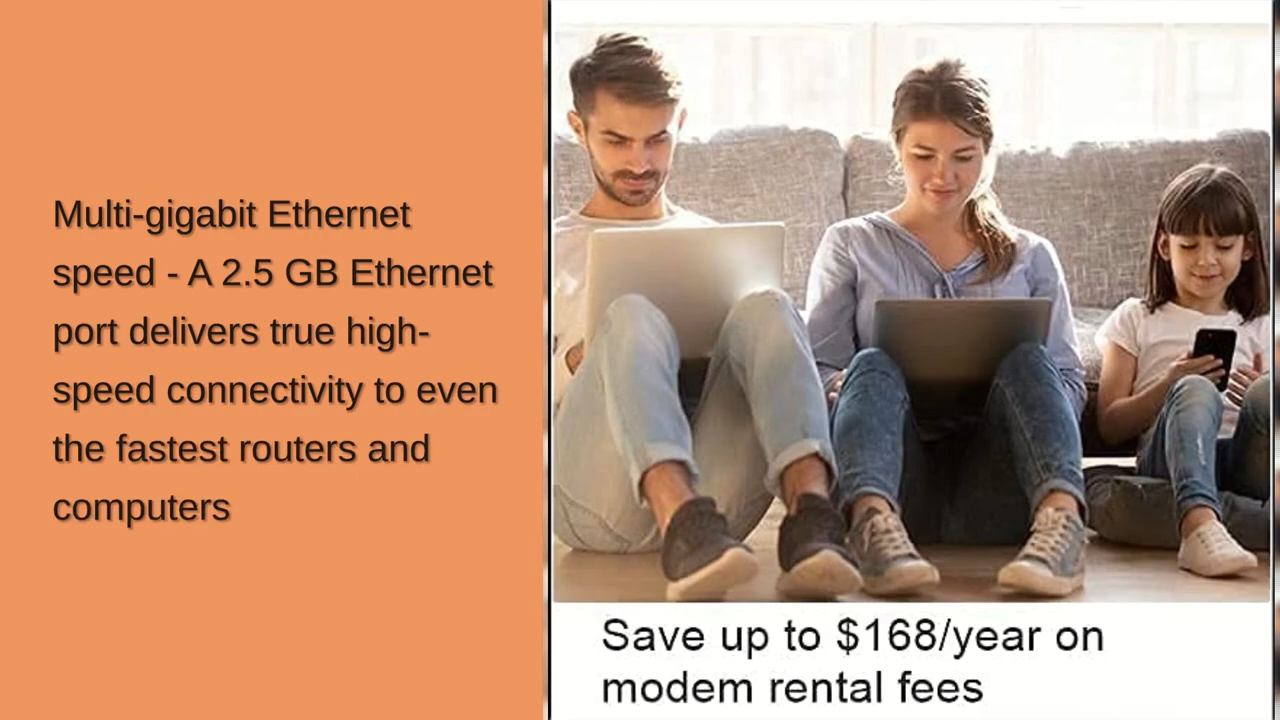 Multi-gigabit Ethernet
speed - A 2.5 GB Ethernet
port delivers true high-
speed connectivity to even
the fastest routers and
computers
Save up to $168/year on
modem rental fees